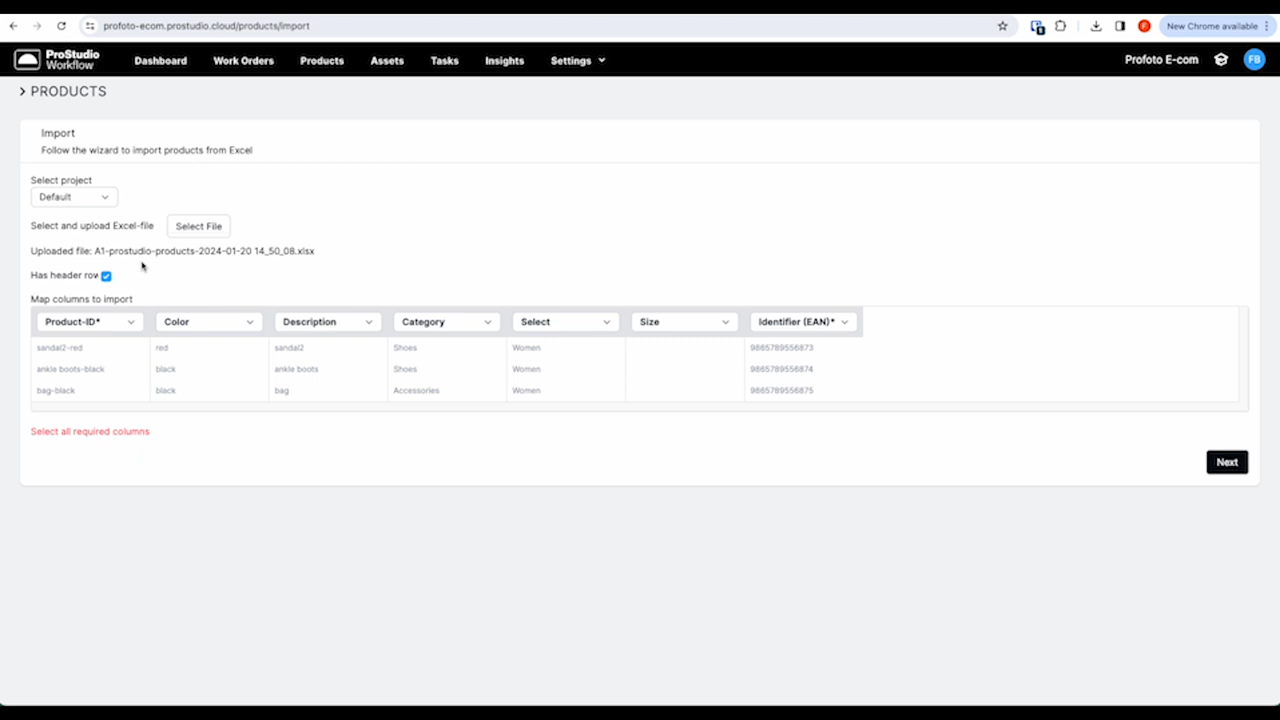 profoto-ecom.prostudio.cloud/products/import
New Chrome available
ProStudio
Workflow
Dashboard Work Orders Products Assets Tasks Insights Settings
Profoto E-com
FB
PRODUCTS
Import
Follow the wizard to import products from Excel
Select project
Default
Select and upload Excel-file Select File
Uploaded file: A1-prostudio-products-2024-01-20 14_50_08.xlsx
Has header row
Map columns to import
Product-ID* Color Description Category Select Size Identifier (EAN)*
sandal2-red red sandal2 Shoes Women 9865789556873
ankle boots-black black ankle boots Shoes Women 9865789556874
bag-black black bag Accessories Women 9865789556875
Select all required columns
Next